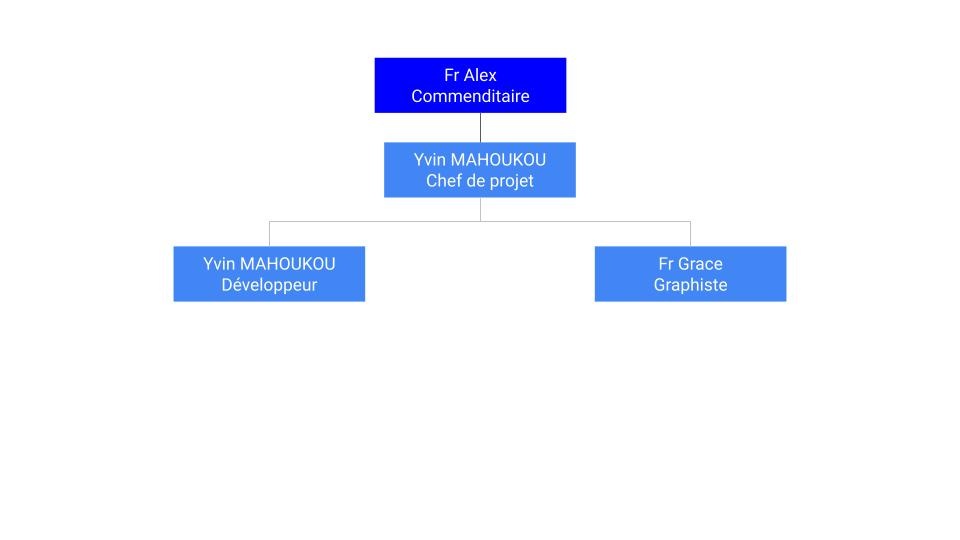 Fr Alex
Commenditaire
Yvin MAHOUKOU
Chef de projet
Yvin MAHOUKOU
Développeur
Fr Grace
Graphiste